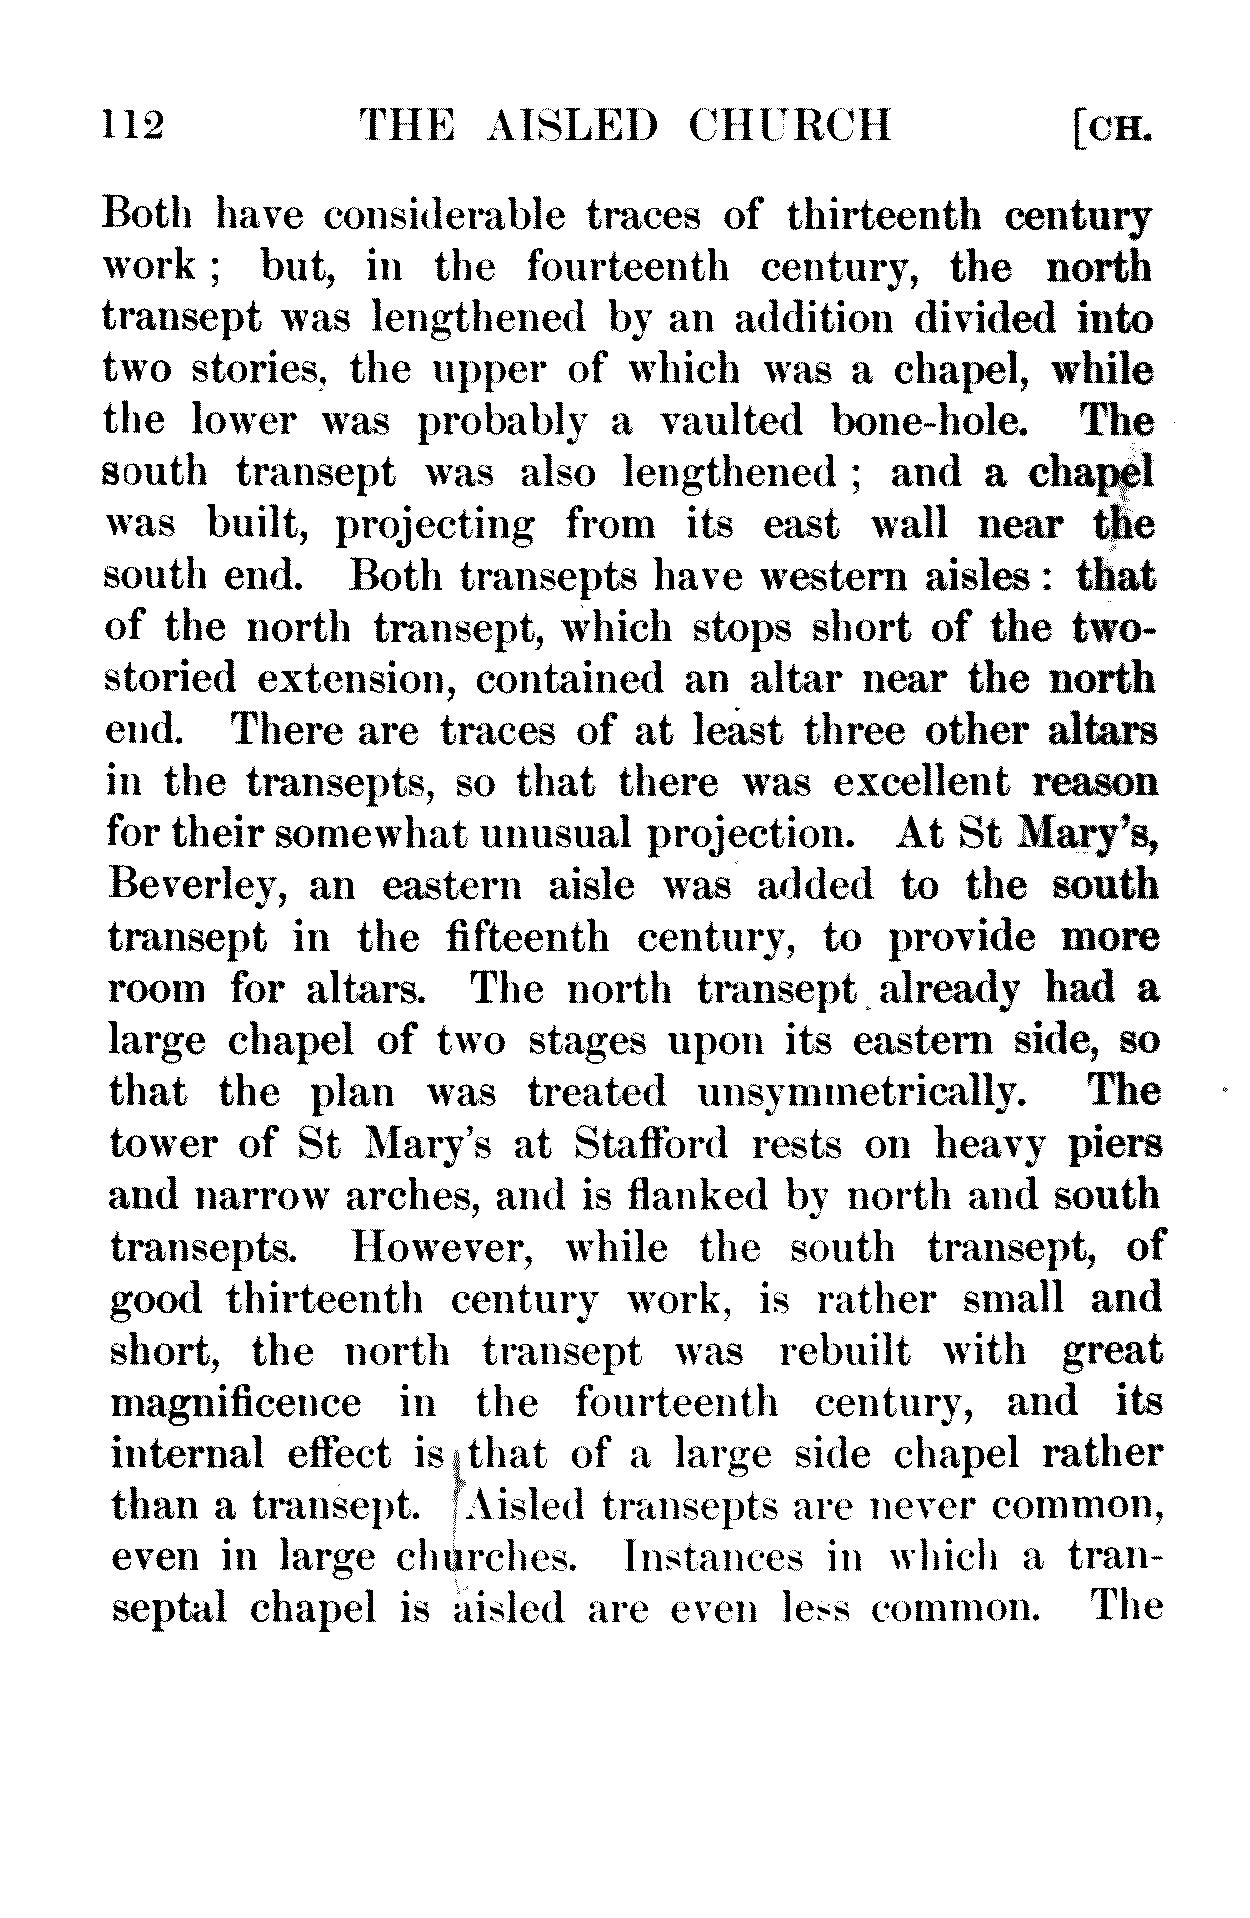 112 THE AISLED CHURCH [CH.
Both have considerable traces of thirteenth century
work ; but, in the fourteenth century, the north
transept was lengthened by an addition divided into
two stories, the upper of which was a chapel, while
the lower was probably a vaulted bone-hole. The
south transept was also lengthened ; and a chapel
was built, projecting from its east wall near the
south end. Both transepts have western aisles : that
of the north transept, which stops short of the two-
storied extension, contained an altar near the north
end. There are traces of at least three other altars
in the transepts, so that there was excellent reason
for their somewhat unusual projection. At St Mary's,
Beverley, an eastern aisle was added to the south
transept in the fifteenth century, to provide more
room for altars. The north transept already had a
large chapel of two stages upon its eastern side, so
that the plan was treated unsymmetrically. The
tower of St Mary's at Stafford rests on heavy piers
and narrow arches, and is flanked by north and south
transepts. However, while the south transept, of
good thirteenth century work, is rather small and
short, the north transept was rebuilt with great
magnificence in the fourteenth century, and its
internal effect is that of a large side chapel rather
than a transept. Aisled transepts are never common,
even in large churches. Instances in which a tran-
septal chapel is aisled are even less common. The